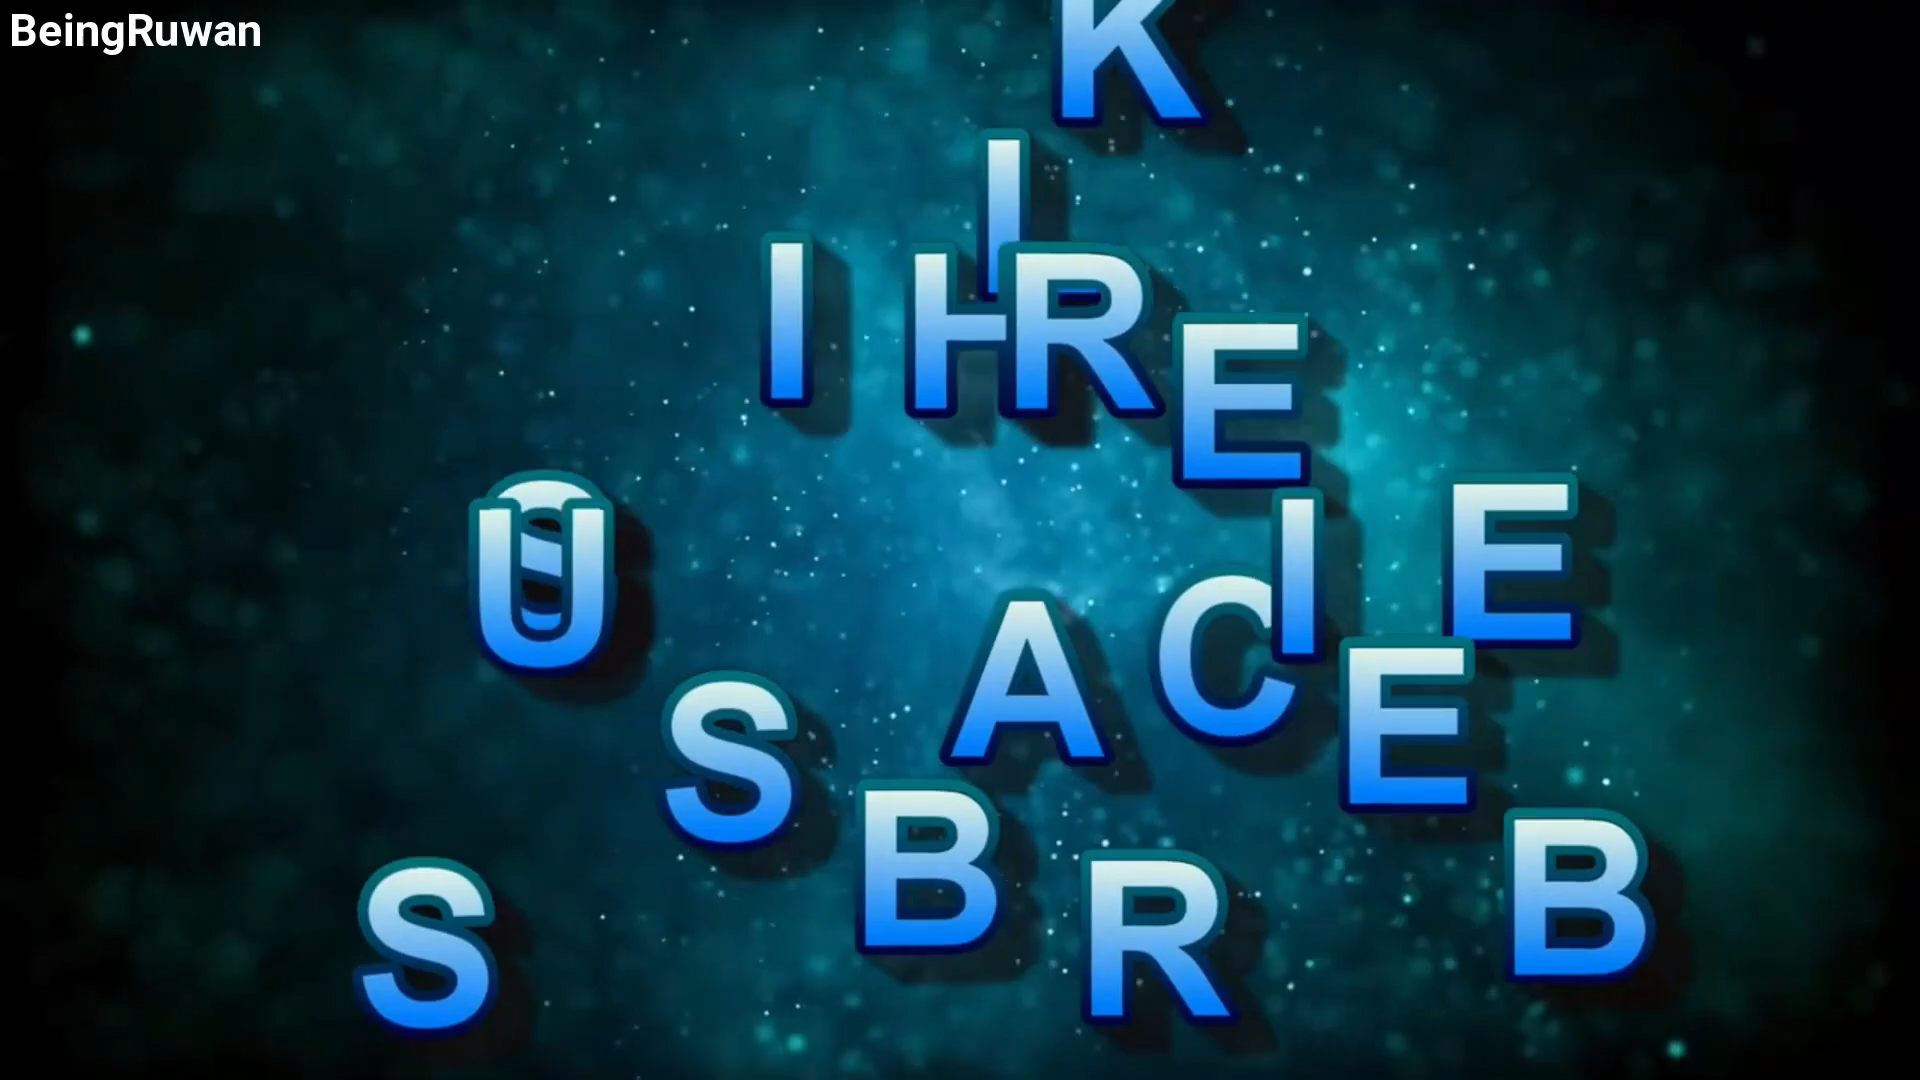 BeingRuwan
K
I
I H R E
S U I E
A C E
S B
S R B